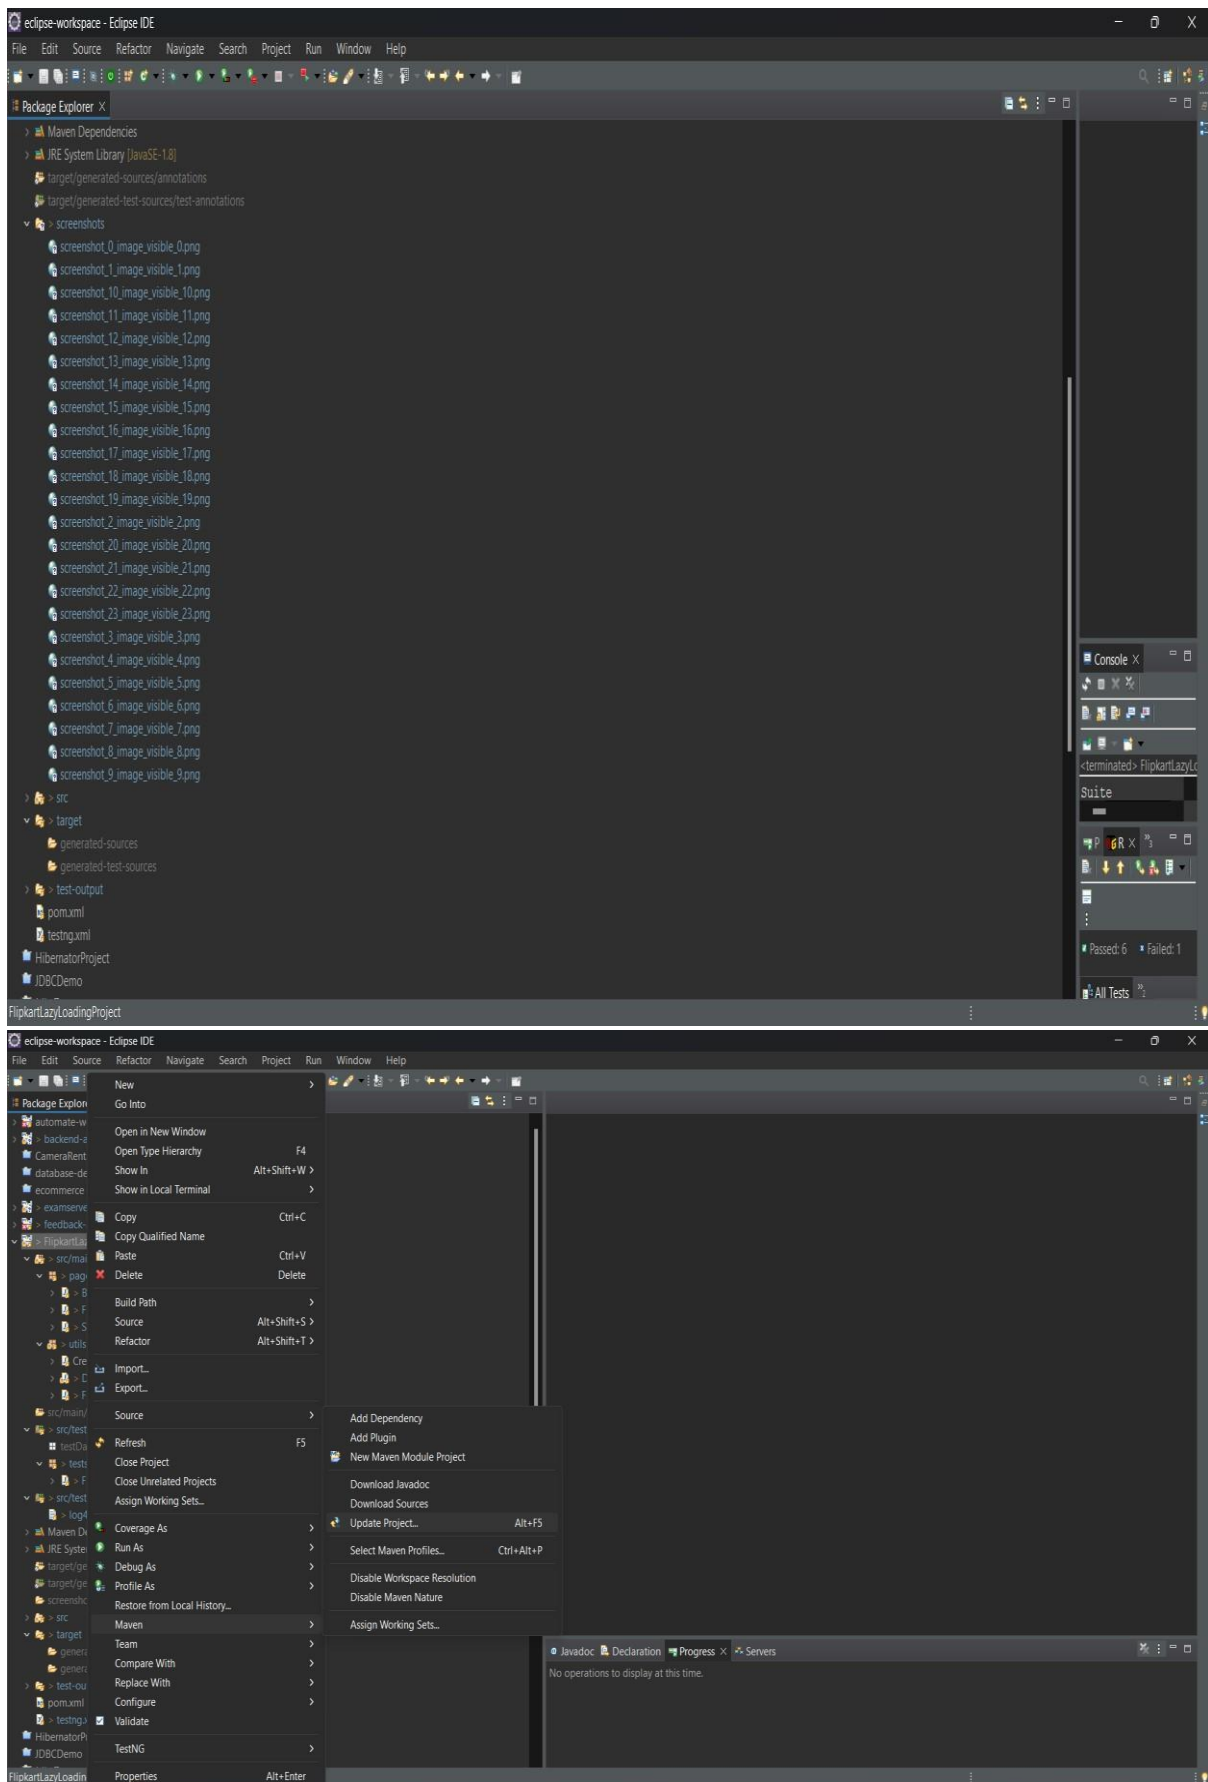 eclipse-workspace - Eclipse IDE
File Edit Source Refactor Navigate Search Project Run Window Help
Package Explorer
Maven Dependencies
JRE System Library [JavaSE-1.8]
target/generated-sources/annotations
target/generated-test-sources/test-annotations
> screenshots
screenshot_0_image_visible_0.png
screenshot_1_image_visible_1.png
screenshot_10_image_visible_10.png
screenshot_11_image_visible_11.png
screenshot_12_image_visible_12.png
screenshot_13_image_visible_13.png
screenshot_14_image_visible_14.png
screenshot_15_image_visible_15.png
screenshot_16_image_visible_16.png
screenshot_17_image_visible_17.png
screenshot_18_image_visible_18.png
screenshot_19_image_visible_19.png
screenshot_2_image_visible_2.png
screenshot_20_image_visible_20.png
screenshot_21_image_visible_21.png
screenshot_22_image_visible_22.png
screenshot_23_image_visible_23.png
screenshot_3_image_visible_3.png
screenshot_4_image_visible_4.png
screenshot_5_image_visible_5.png
screenshot_6_image_visible_6.png
screenshot_7_image_visible_7.png
screenshot_8_image_visible_8.png
screenshot_9_image_visible_9.png
> src
> target
generated-sources
generated-test-sources
> test-output
pom.xml
testng.xml
HibernatorProject
JDBCDemo
FlipkartLazyLoadingProject
Console
<terminated> FlipkartLazyLo
Suite
P R
Passed: 6 Failed: 1
All Tests
eclipse-workspace - Eclipse IDE
File Edit Source Refactor Navigate Search Project Run Window Help
Package Explor
automate-w
> backend-a
CameraRent
database-de
ecommerce
> examserve
> feedback-
> FlipkartLaz
> src/mai
> pag
> B
> F
> S
> utils
Cre
> D
> F
src/main/
> src/test
testDa
> tests
> F
> src/test
> log4
Maven De
JRE Syste
target/ge
target/ge
screensho
> src
> target
genera
genera
> test-ou
pom.xml
> testng.x
HibernatorP
JDBCDemo
FlipkartLazyLoadin
New
Go Into
Open in New Window
Open Type Hierarchy F4
Show In Alt+Shift+W
Show in Local Terminal
Copy Ctrl+C
Copy Qualified Name
Paste Ctrl+V
Delete Delete
Build Path
Source Alt+Shift+S
Refactor Alt+Shift+T
Import...
Export...
Source
Refresh F5
Close Project
Close Unrelated Projects
Assign Working Sets...
Coverage As
Run As
Debug As
Profile As
Restore from Local History...
Maven
Team
Compare With
Replace With
Configure
Validate
TestNG
Properties Alt+Enter
Add Dependency
Add Plugin
New Maven Module Project
Download Javadoc
Download Sources
Update Project... Alt+F5
Select Maven Profiles... Ctrl+Alt+P
Disable Workspace Resolution
Disable Maven Nature
Assign Working Sets...
Javadoc Declaration Progress Servers
No operations to display at this time.